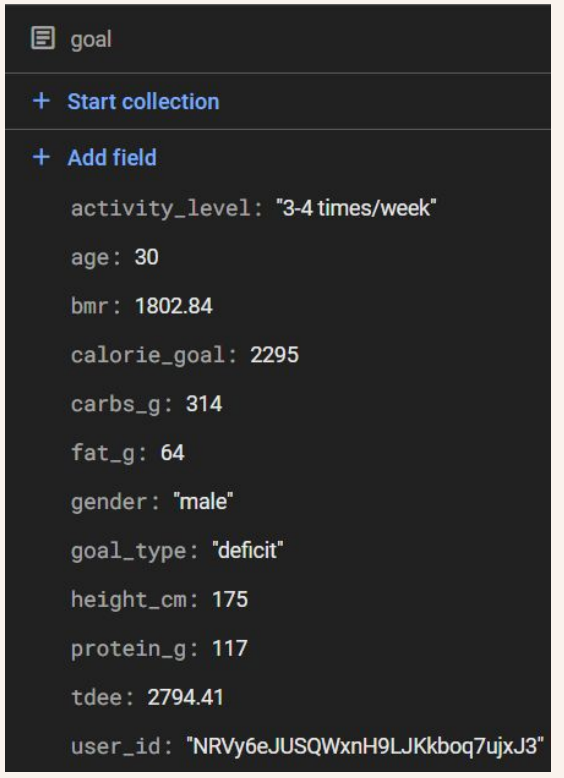 goal
+ Start collection
+ Add field
activity_level: "3-4 times/week"
age: 30
bmr: 1802.84
calorie_goal: 2295
carbs_g: 314
fat_g: 64
gender: "male"
goal_type: "deficit"
height_cm: 175
protein_g: 117
tdee: 2794.41
user_id: "NRVy6eJUSQWxnH9LJKkboq7ujxJ3"